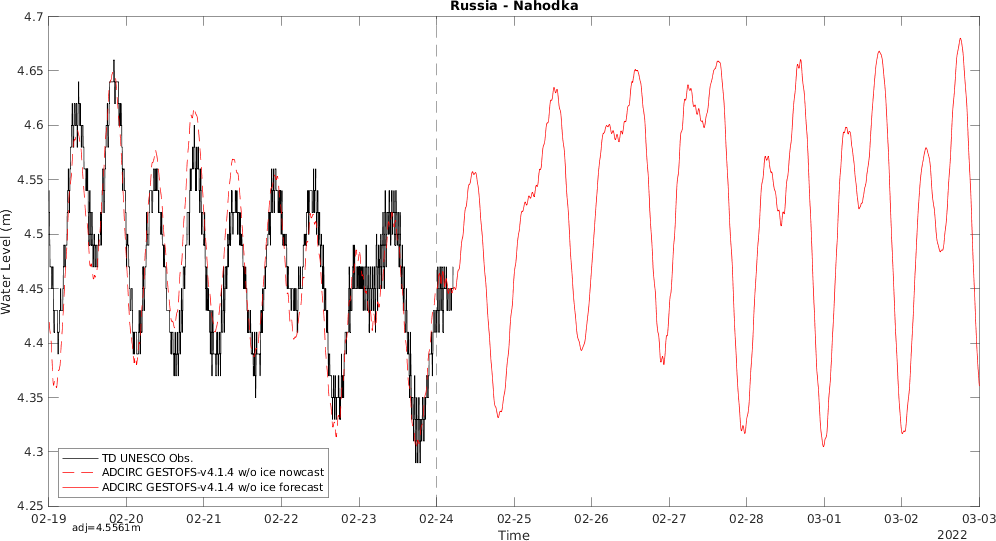 Russia - Nahodka
4.7
4.65
4.6
4.55
4.5
4.45
4.4
4.35
4.3
4.25
Water Level (m)
TD UNESCO Obs.
ADCIRC GESTOFS-v4.1.4 w/o ice nowcast
ADCIRC GESTOFS-v4.1.4 w/o ice forecast
02-19 02-20 02-21 02-22 02-23 02-24 02-25 02-26 02-27 02-28 03-01 03-02 03-03
adj=4.5561m
Time
2022